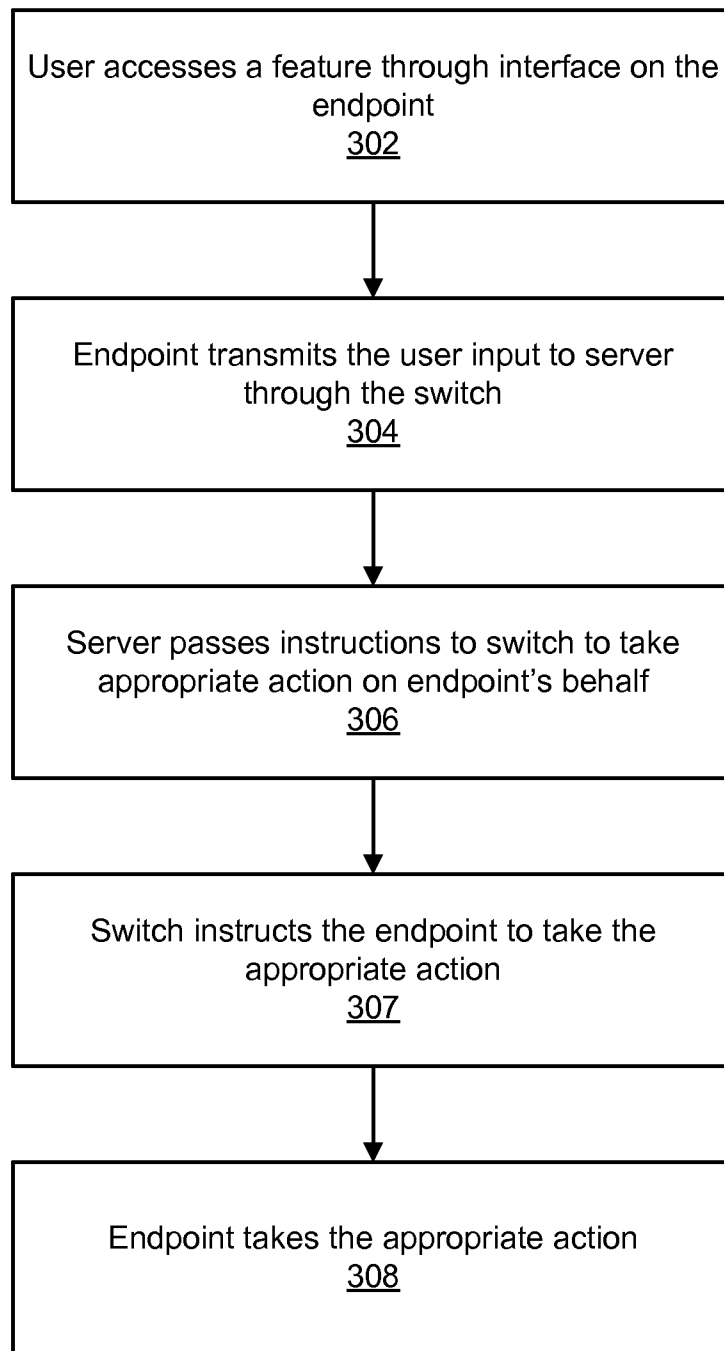 User accesses a feature through interface on the
endpoint
302
Endpoint transmits the user input to server
through the switch
304
Server passes instructions to switch to take
appropriate action on endpoint’s behalf
306
Switch instructs the endpoint to take the
appropriate action
307
Endpoint takes the appropriate action
308